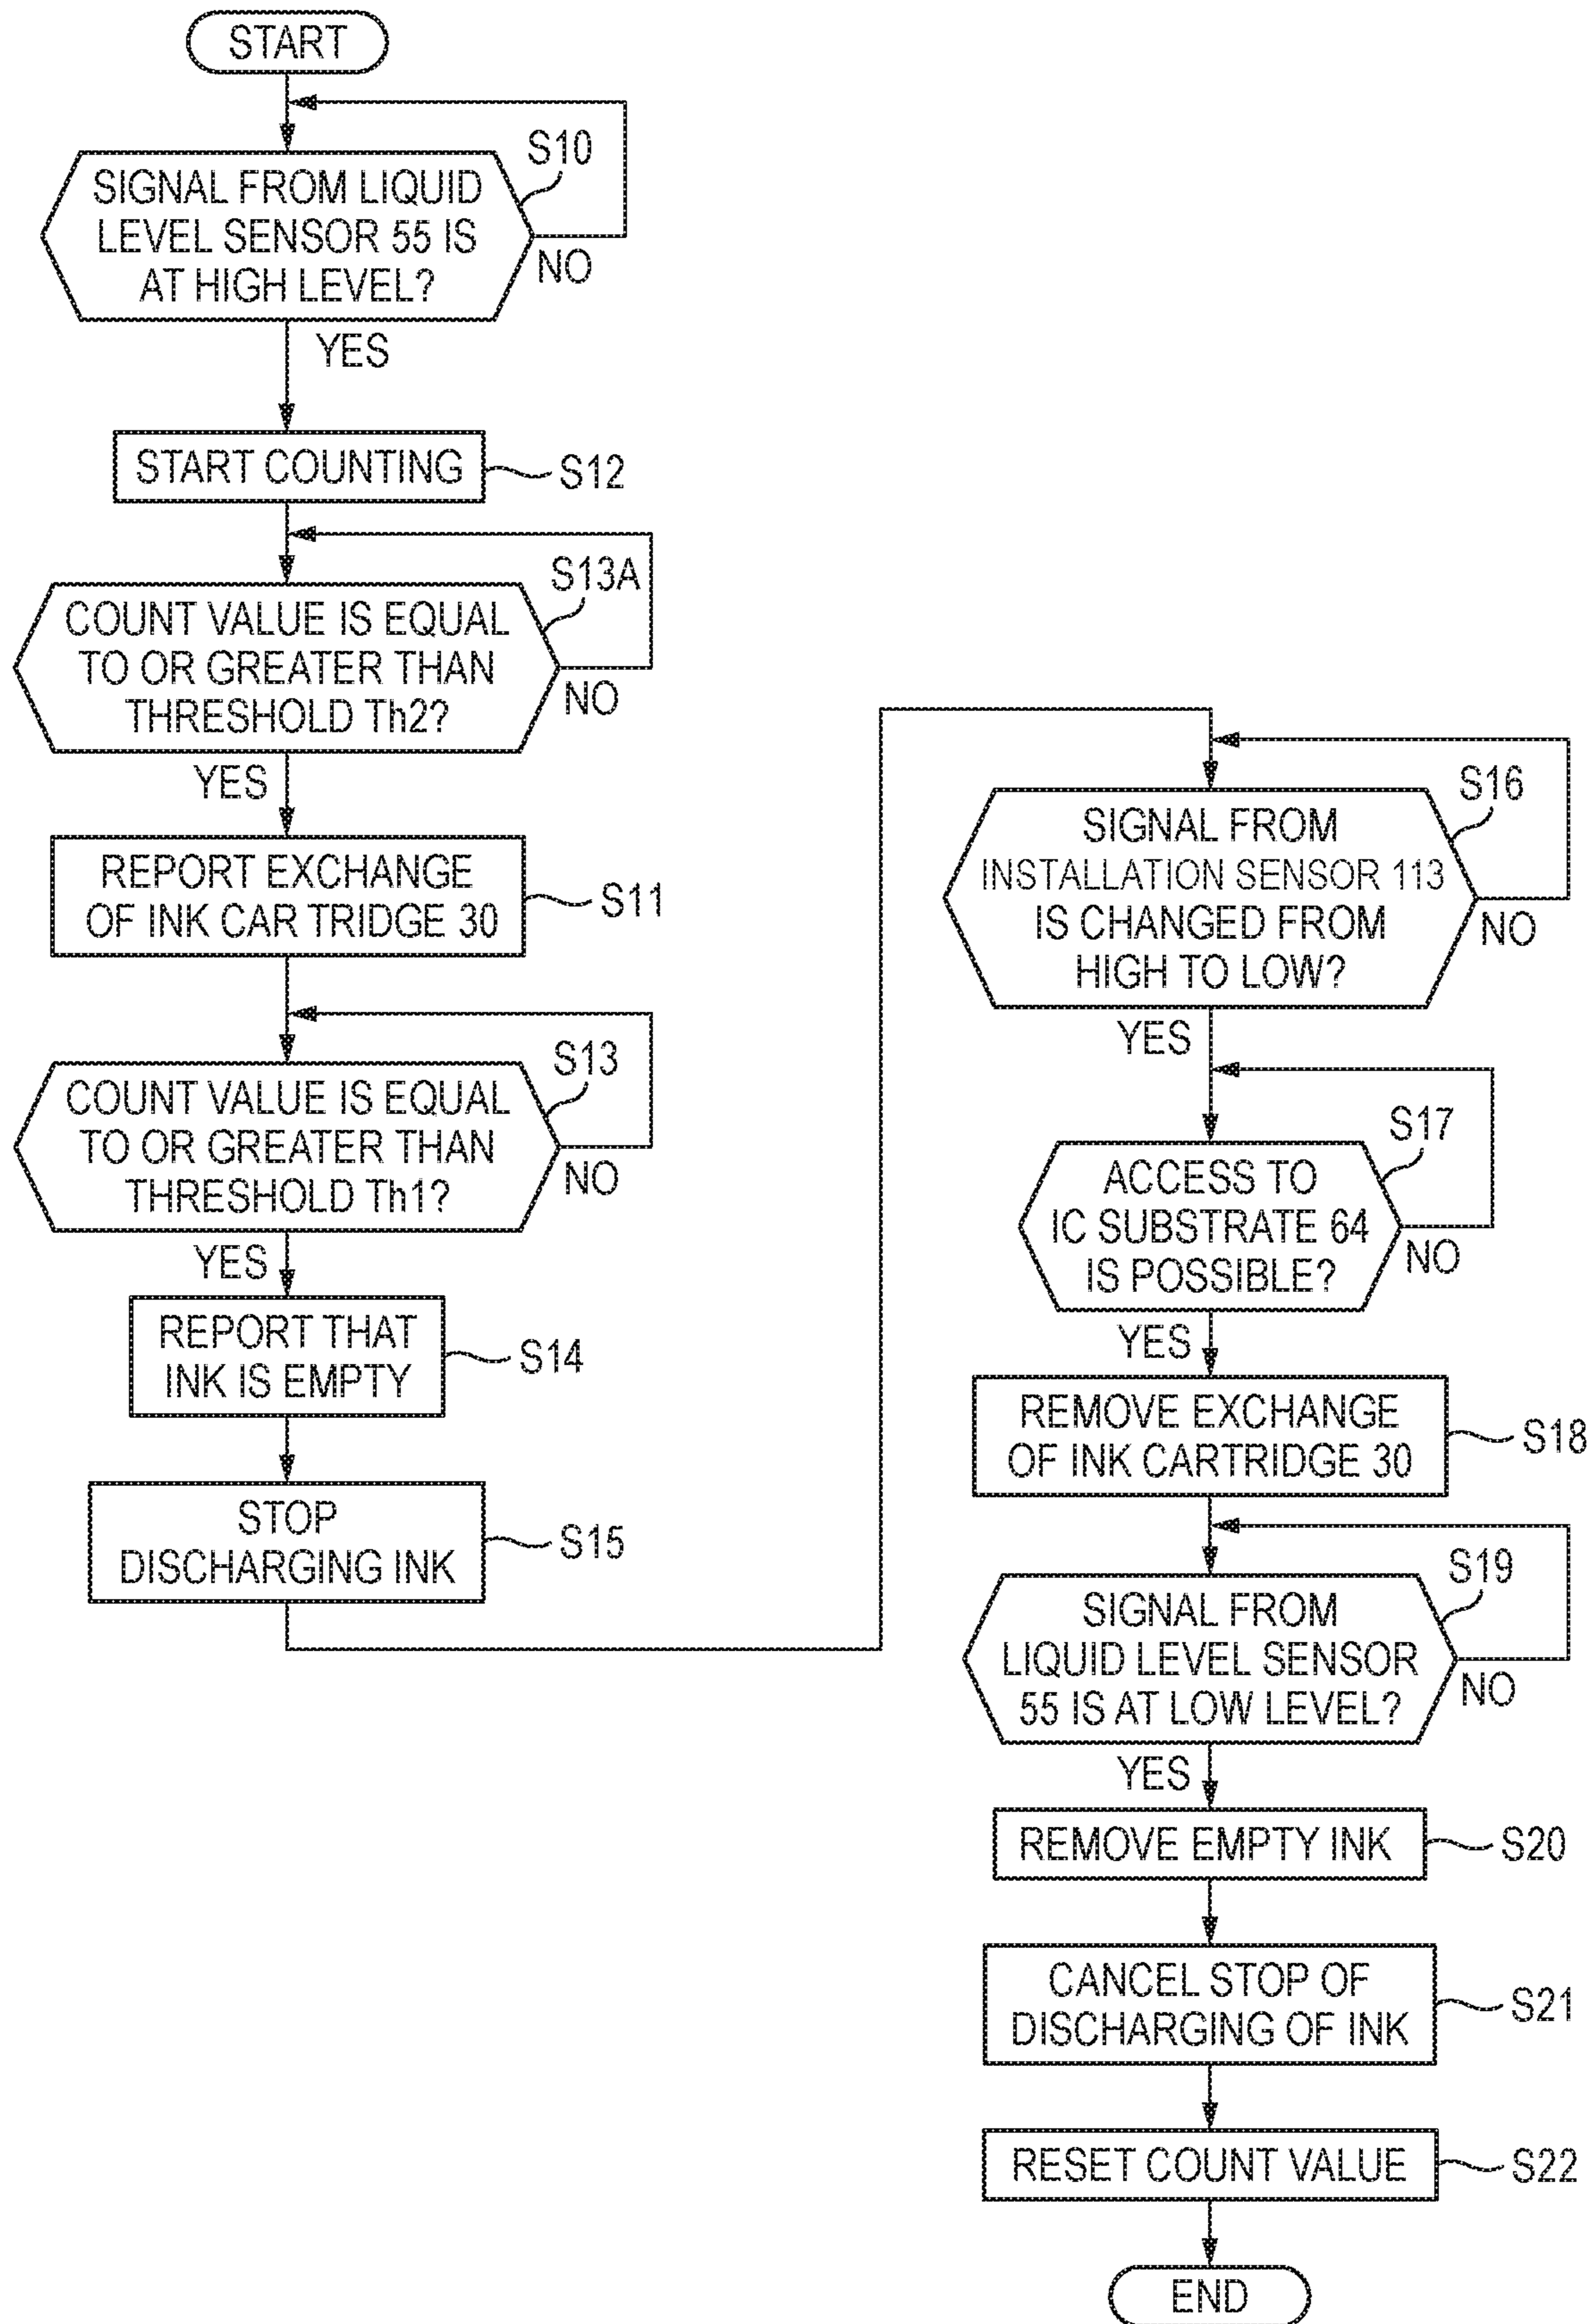 START
S10
SIGNAL FROM LIQUID
LEVEL SENSOR 55 IS
AT HIGH LEVEL?
NO
YES
START COUNTING
S12
S13A
COUNT VALUE IS EQUAL
TO OR GREATER THAN
THRESHOLD Th2?
NO
YES
REPORT EXCHANGE
OF INK CAR TRIDGE 30
S11
S13
COUNT VALUE IS EQUAL
TO OR GREATER THAN
THRESHOLD Th1?
NO
YES
REPORT THAT
INK IS EMPTY
S14
STOP
DISCHARGING INK
S15
S16
SIGNAL FROM
INSTALLATION SENSOR 113
IS CHANGED FROM
HIGH TO LOW?
NO
YES
S17
ACCESS TO
IC SUBSTRATE 64
IS POSSIBLE?
NO
YES
REMOVE EXCHANGE
OF INK CARTRIDGE 30
S18
S19
SIGNAL FROM
LIQUID LEVEL SENSOR
55 IS AT LOW LEVEL?
NO
YES
REMOVE EMPTY INK
S20
CANCEL STOP OF
DISCHARGING OF INK
S21
RESET COUNT VALUE
S22
END